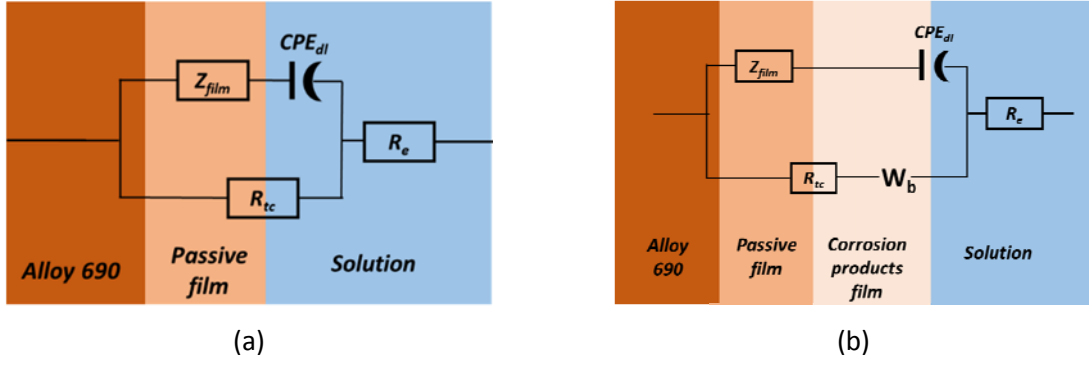 CPE_dl
Z_film
R_e
R_tc
Alloy 690
Passive
film
Solution
(a)
CPE_dl
Z_film
R_e
R_tc
W_b
Alloy
690
Passive
film
Corrosion
products
film
Solution
(b)